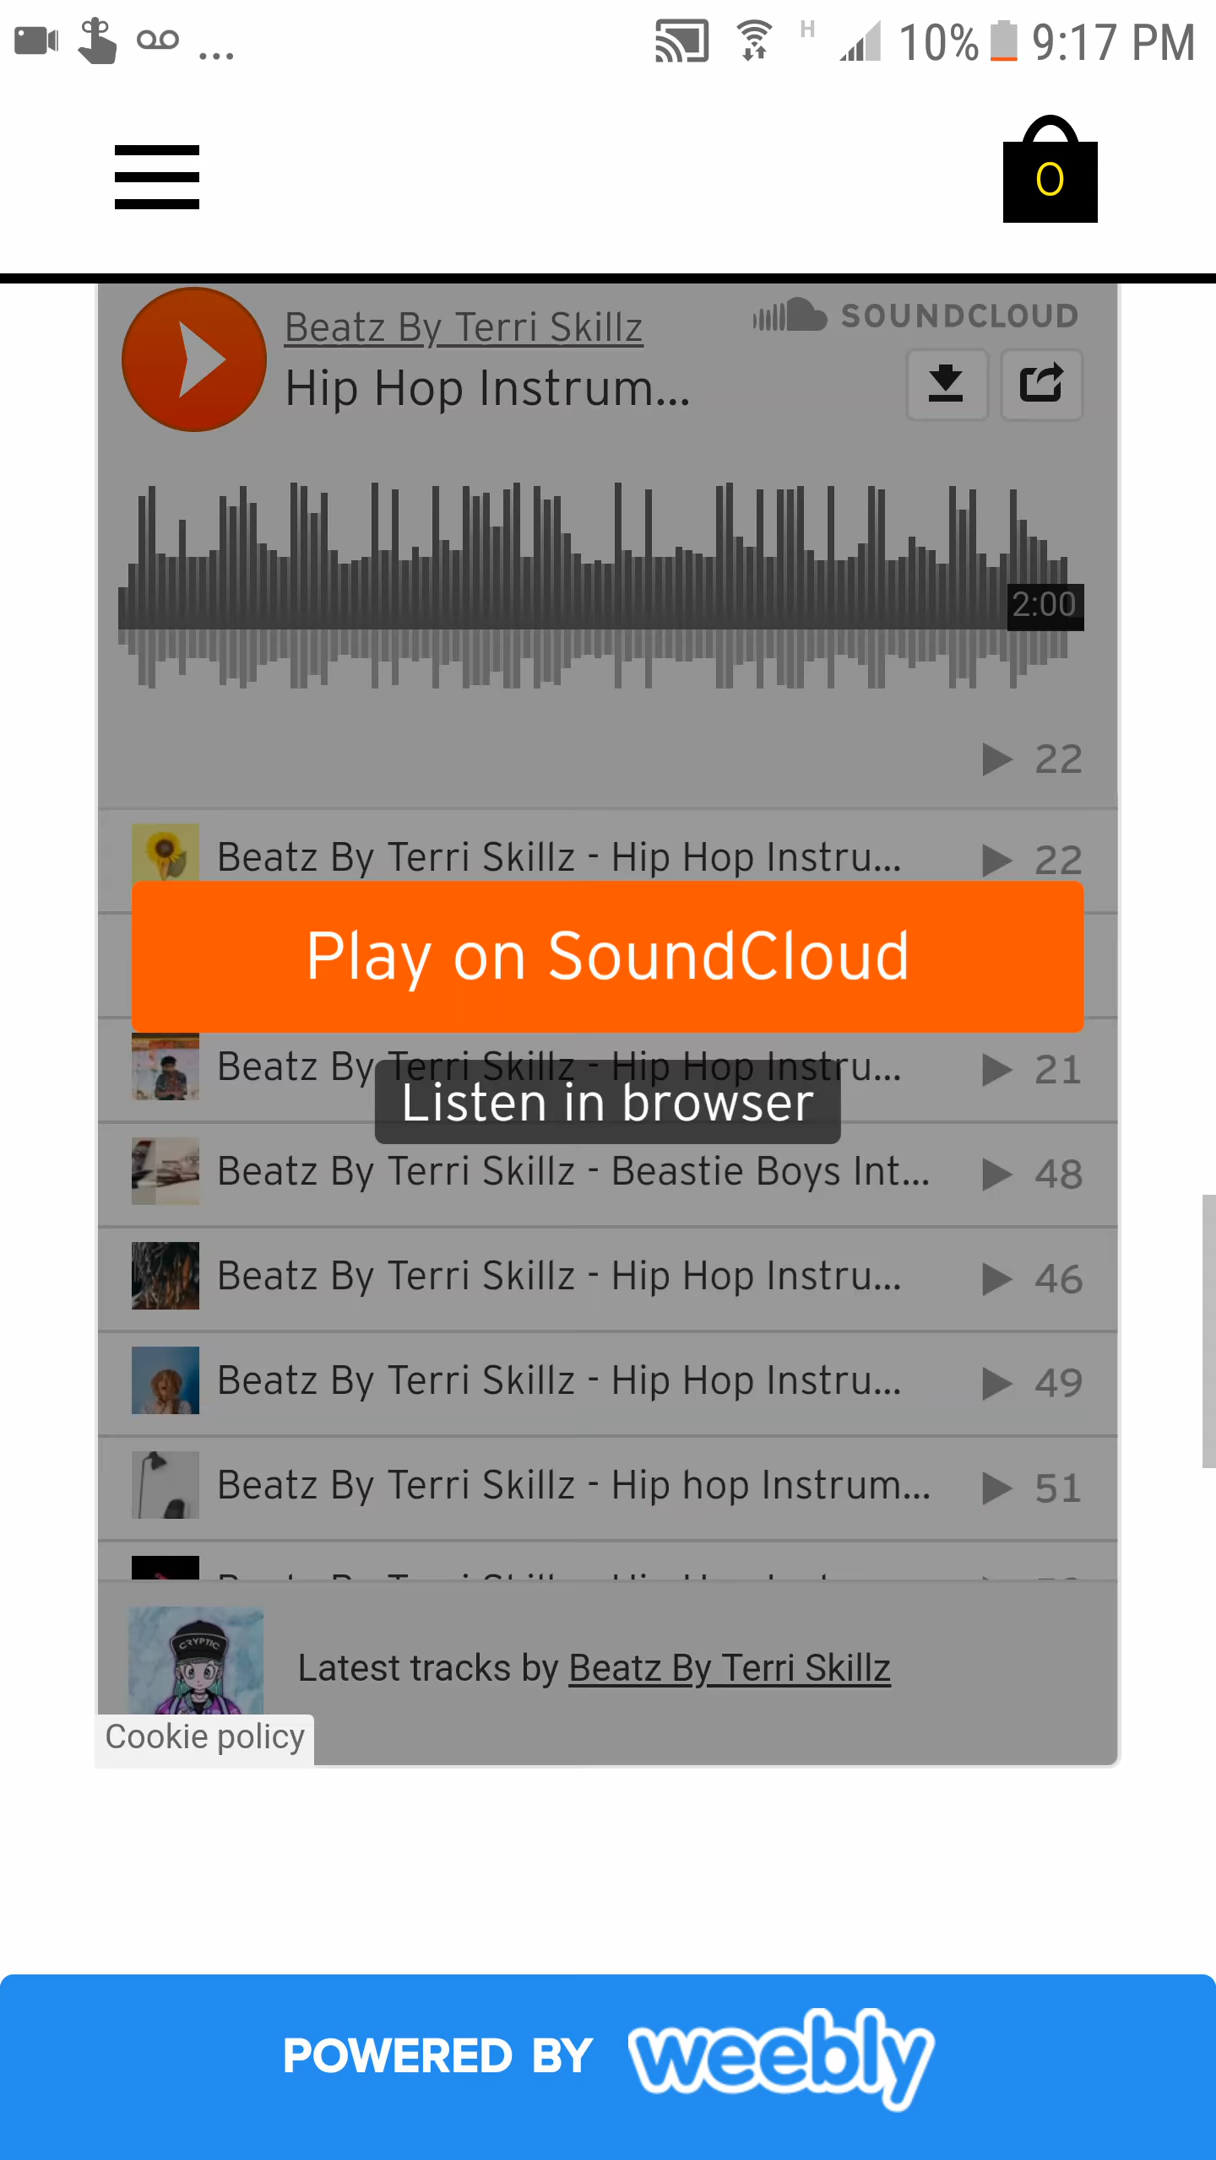 ...
H
10%
9:17 PM
0
Beatz By Terri Skillz
SOUNDCLOUD
Hip Hop Instrum...
2:00
22
Beatz By Terri Skillz - Hip Hop Instru...
22
Play on SoundCloud
Beatz By Terri Skillz - Hip Hop Instru...
21
Listen in browser
Beatz By Terri Skillz - Beastie Boys Int...
48
Beatz By Terri Skillz - Hip Hop Instru...
46
Beatz By Terri Skillz - Hip Hop Instru...
49
Beatz By Terri Skillz - Hip hop Instrum...
51
CRYPTIC
Latest tracks by Beatz By Terri Skillz
Cookie policy
POWERED BY weebly